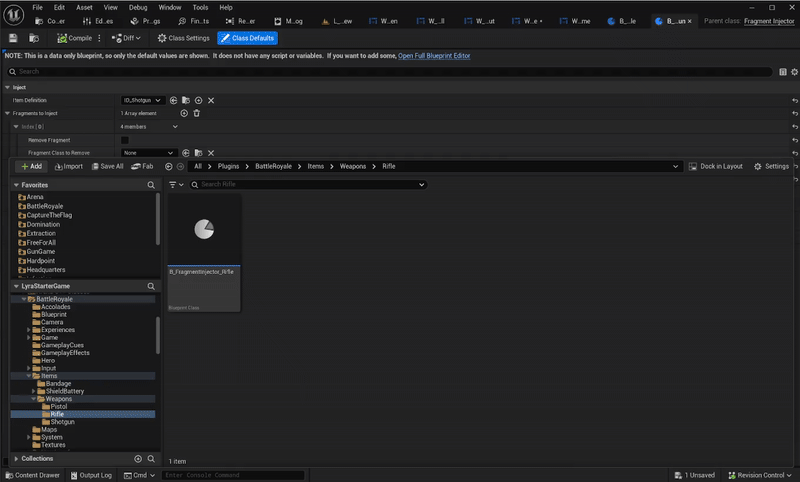 File Edit Asset View Debug Window Tools Help
Co...er Ed...es Pr...gs Fin...ts Re...er M...og L_...ew W...en W...ll W...ut W...e • W...me B_...le B_...un × Parent class: Fragment Injector
Compile Diff Class Settings Class Defaults
NOTE: This is a data only blueprint, so only the default values are shown. It does not have any script or variables. If you want to add some, Open Full Blueprint Editor
Search
Inject
Item Definition ID_Shotgun
Fragments to Inject 1 Array element
Index [ 0 ] 4 members
Remove Fragment
Fragment Class to Remove None
Add Import Save All Fab All Plugins BattleRoyale Items Weapons Rifle Dock in Layout Settings
Favorites Search Rifle
Arena
BattleRoyale
CaptureTheFlag
Domination
Extraction
FreeForAll
GunGame
Hardpoint
Headquarters
B_FragmentInjector_Rifle
Blueprint Class
LyraStarterGame
BattleRoyale
Accolades
Blueprint
Camera
Experiences
Game
GameplayCues
GameplayEffects
Hero
Input
Items
Bandage
ShieldBattery
Weapons
Pistol
Rifle
Shotgun
Maps
System
Textures
Collections 1 item
Content Drawer Output Log Cmd Enter Console Command 1 Unsaved Revision Control